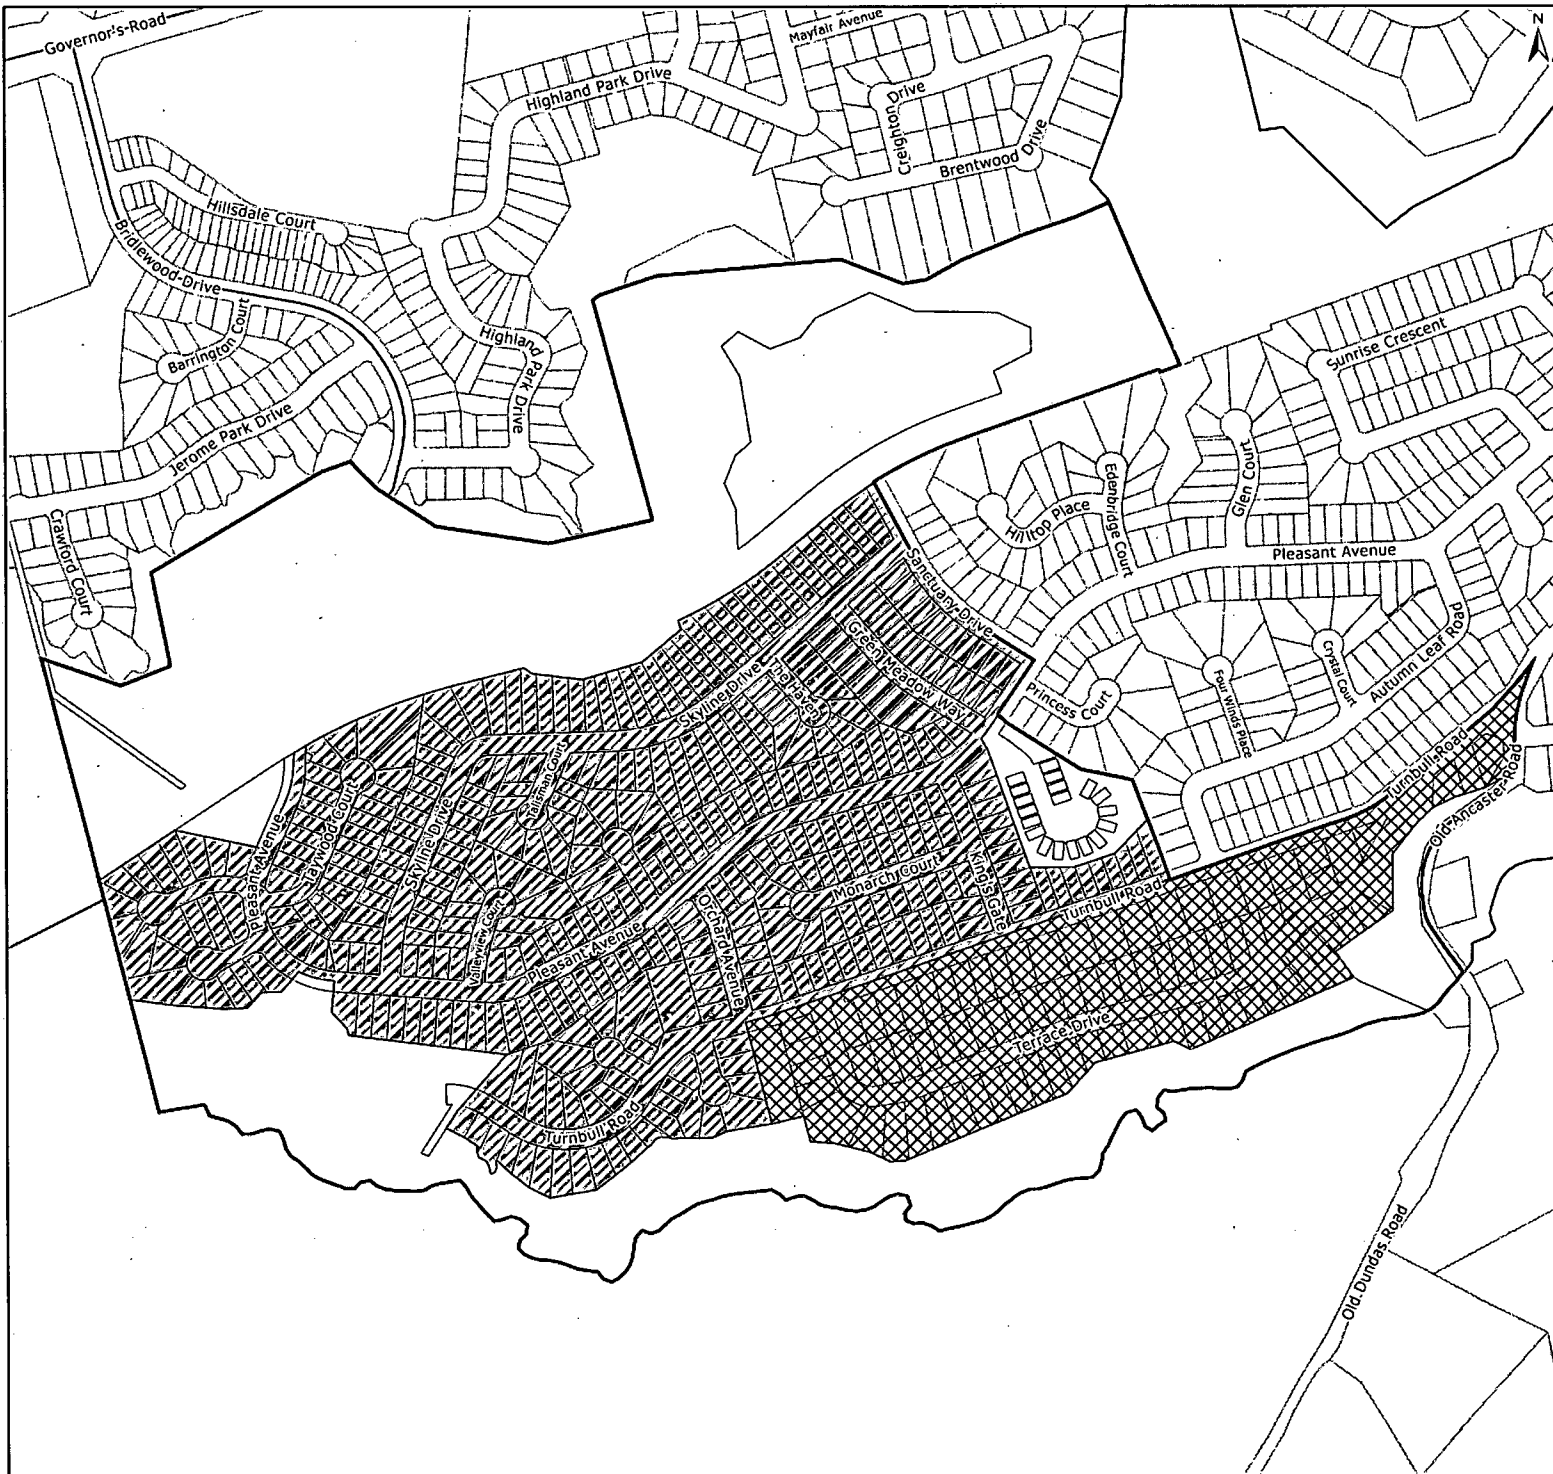 Governor's Road
Mayfair Avenue
N
Highland Park Drive
Creighton Drive
Brentwood Drive
Hillsdale Court
Bridlewood Drive
Barrington Court
Highland Park Drive
Sunrise Crescent
Jerome Park Drive
Glen Court
Edenbridge Court
Hilltop Place
Crawford Court
Pleasant Avenue
Sanctuary Drive
Green Meadow Way
The Haven
Skyline Drive
Princess Court
Four Winds Place
Crystal Court
Autumn Leaf Road
Turnbull Road
Old Ancaster Road
Talisman Court
Taywood Court
Skyline Drive
Pleasant Avenue
Valleyview Court
Pleasant Avenue
Orchard Avenue
Monarch Court
King's Gate
Turnbull Road
Terrace Drive
Turnbull Road
Old Dundas Road